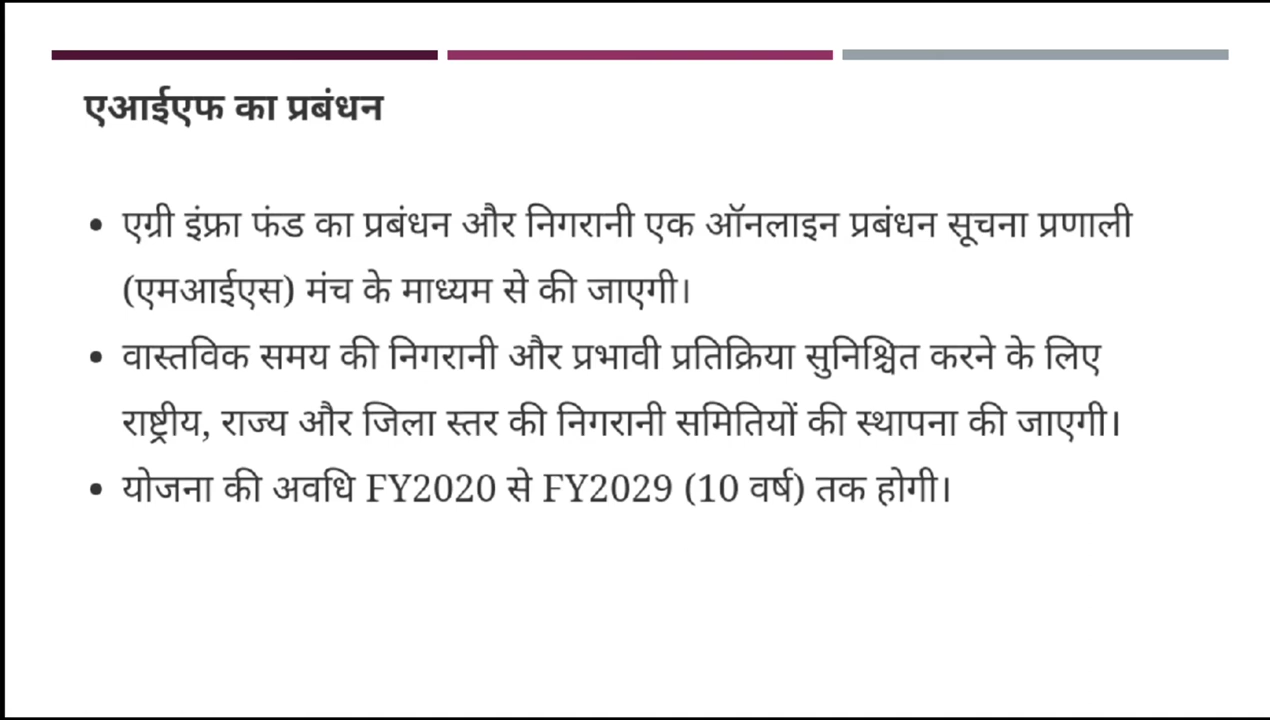 एआईएफ का प्रबंधन
• एग्री इंफ्रा फंड का प्रबंधन और निगरानी एक ऑनलाइन प्रबंधन सूचना प्रणाली
(एमआईएस) मंच के माध्यम से की जाएगी।
• वास्तविक समय की निगरानी और प्रभावी प्रतिक्रिया सुनिश्चित करने के लिए
राष्ट्रीय, राज्य और जिला स्तर की निगरानी समितियों की स्थापना की जाएगी।
• योजना की अवधि FY2020 से FY2029 (10 वर्ष) तक होगी।